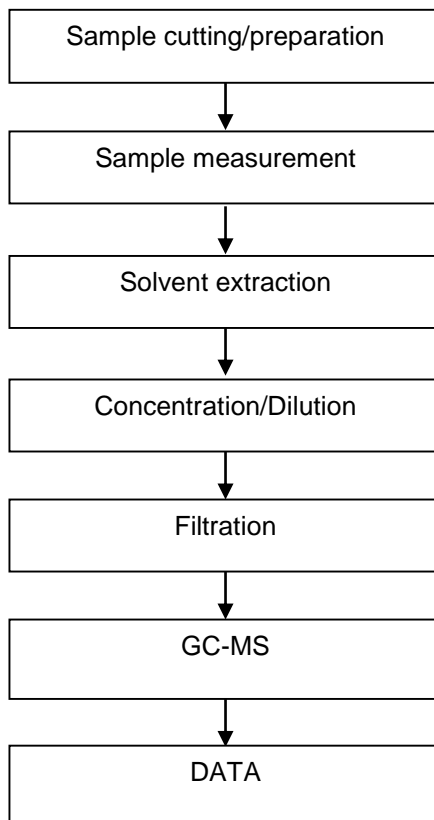 Sample cutting/preparation
Sample measurement
Solvent extraction
Concentration/Dilution
Filtration
GC-MS
DATA